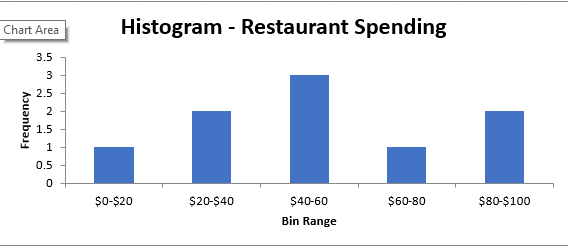 Chart Area
Histogram - Restaurant Spending
3.5
3
2.5
2
1.5
1
0.5
0
Frequency
$0-$20 $20-$40 $40-60 $60-80 $80-$100
Bin Range